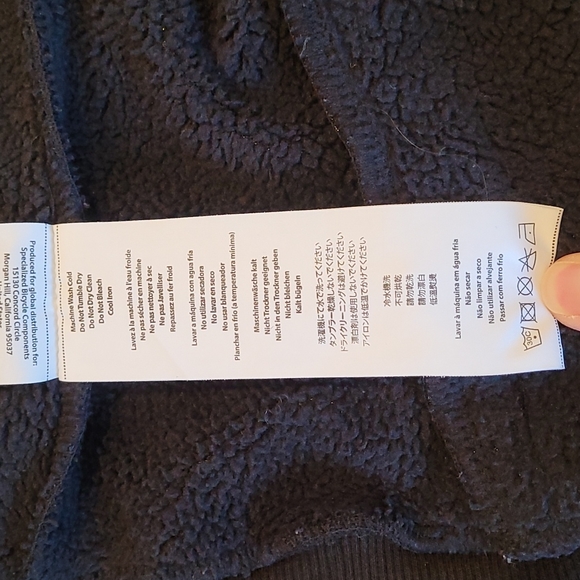 Produced for global distribution for:
Specialized Bicycle Components
15130 Concord Circle
Morgan Hill, California 95037
Machine Wash Cold
Do Not Tumble Dry
Do Not Dry Clean
Do Not Bleach
Cool Iron
Lavez à la machine à l'eau froide
Ne pas sécher en machine
Ne pas nettoyer à sec
Ne pas Javelliser
Repasser au fer froid
Lavar a máquina con agua fria
No utilizar secadora
No lavar en seco
No usar blanqueador
Planchar en frio (a temperatura minima)
Maschinenwäsche kalt
Nicht Trockner geeignet
Nicht in den Trockner geben
Nicht bleichen
Kalt bügeln
洗濯機にて水で洗ってください
タンブラー乾燥しないでください
ドライクリーニングは避けてください
漂白剤は使用しないでください
アイロンは低温でかけてください
冷水機洗
不可烘乾
請勿乾洗
請勿漂白
低溫熨燙
Lavar à máquina em água fria
Não secar
Não limpar a seco
Não utilizar alvejante
Passar com ferro frio